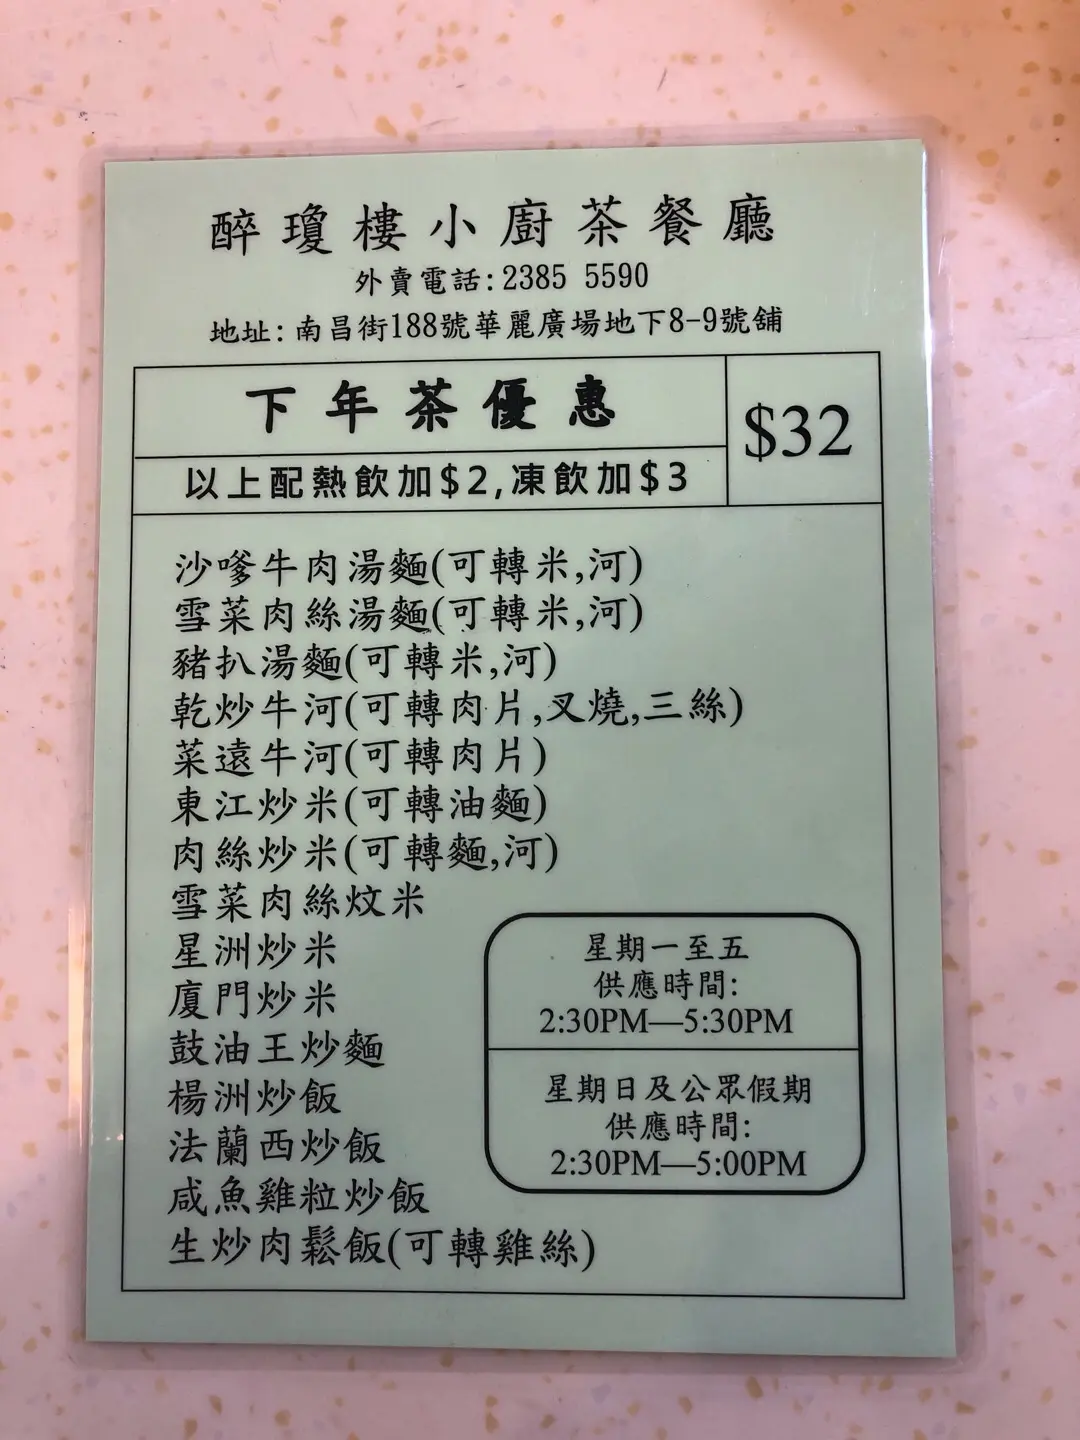 醉瓊樓小廚茶餐廳
外賣電話:2385 5590
地址:南昌街188號華麗廣場地下8-9號舖
下年茶優惠
$32
以上配熱飲加$2,凍飲加$3
沙嗲牛肉湯麵(可轉米,河)
雪菜肉絲湯麵(可轉米,河)
豬扒湯麵(可轉米,河)
乾炒牛河(可轉肉片,叉燒,三絲)
菜遠牛河(可轉肉片)
東江炒米(可轉油麵)
肉絲炒米(可轉麵,河)
雪菜肉絲炆米
星洲炒米
廈門炒米
鼓油王炒麵
楊洲炒飯
法蘭西炒飯
咸魚雞粒炒飯
生炒肉鬆飯(可轉雞絲)
星期一至五
供應時間:
2:30PM—5:30PM
星期日及公眾假期
供應時間:
2:30PM—5:00PM